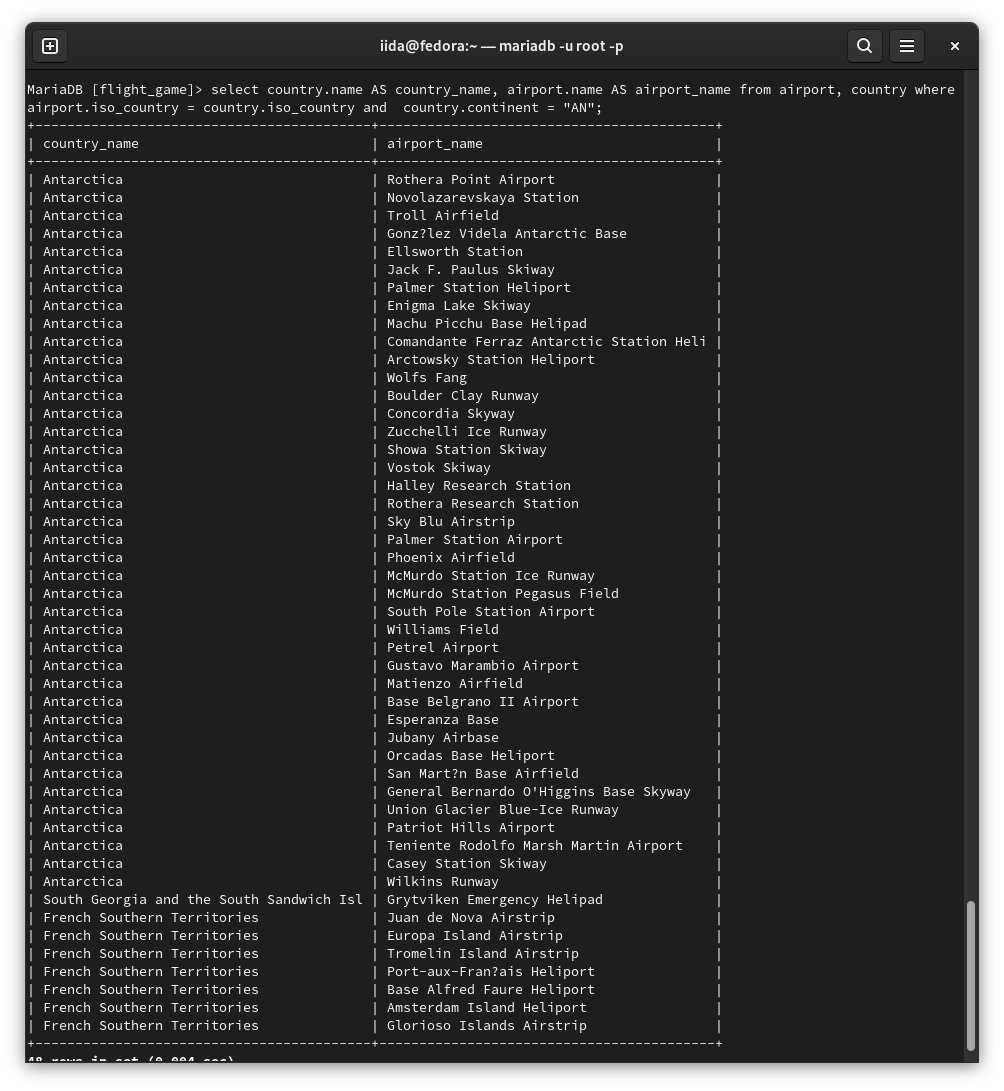 iida@fedora:~ — mariadb -u root -p
MariaDB [flight_game]> select country.name AS country_name, airport.name AS airport_name from airport, country where
airport.iso_country = country.iso_country and  country.continent = "AN";
+------------------------------------------+------------------------------------------+
| country_name                             | airport_name                             |
+------------------------------------------+------------------------------------------+
| Antarctica                               | Rothera Point Airport                    |
| Antarctica                               | Novolazarevskaya Station                 |
| Antarctica                               | Troll Airfield                           |
| Antarctica                               | Gonz?lez Videla Antarctic Base           |
| Antarctica                               | Ellsworth Station                        |
| Antarctica                               | Jack F. Paulus Skiway                    |
| Antarctica                               | Palmer Station Heliport                  |
| Antarctica                               | Enigma Lake Skiway                       |
| Antarctica                               | Machu Picchu Base Helipad                |
| Antarctica                               | Comandante Ferraz Antarctic Station Heli |
| Antarctica                               | Arctowsky Station Heliport               |
| Antarctica                               | Wolfs Fang                               |
| Antarctica                               | Boulder Clay Runway                      |
| Antarctica                               | Concordia Skyway                         |
| Antarctica                               | Zucchelli Ice Runway                     |
| Antarctica                               | Showa Station Skiway                     |
| Antarctica                               | Vostok Skiway                            |
| Antarctica                               | Halley Research Station                  |
| Antarctica                               | Rothera Research Station                 |
| Antarctica                               | Sky Blu Airstrip                         |
| Antarctica                               | Palmer Station Airport                   |
| Antarctica                               | Phoenix Airfield                         |
| Antarctica                               | McMurdo Station Ice Runway               |
| Antarctica                               | McMurdo Station Pegasus Field            |
| Antarctica                               | South Pole Station Airport               |
| Antarctica                               | Williams Field                           |
| Antarctica                               | Petrel Airport                           |
| Antarctica                               | Gustavo Marambio Airport                 |
| Antarctica                               | Matienzo Airfield                        |
| Antarctica                               | Base Belgrano II Airport                 |
| Antarctica                               | Esperanza Base                           |
| Antarctica                               | Jubany Airbase                           |
| Antarctica                               | Orcadas Base Heliport                    |
| Antarctica                               | San Mart?n Base Airfield                 |
| Antarctica                               | General Bernardo O'Higgins Base Skyway   |
| Antarctica                               | Union Glacier Blue-Ice Runway            |
| Antarctica                               | Patriot Hills Airport                    |
| Antarctica                               | Teniente Rodolfo Marsh Martin Airport    |
| Antarctica                               | Casey Station Skiway                     |
| Antarctica                               | Wilkins Runway                           |
| South Georgia and the South Sandwich Isl | Grytviken Emergency Helipad              |
| French Southern Territories              | Juan de Nova Airstrip                    |
| French Southern Territories              | Europa Island Airstrip                   |
| French Southern Territories              | Tromelin Island Airstrip                 |
| French Southern Territories              | Port-aux-Fran?ais Heliport               |
| French Southern Territories              | Base Alfred Faure Heliport               |
| French Southern Territories              | Amsterdam Island Heliport                |
| French Southern Territories              | Glorioso Islands Airstrip                |
+------------------------------------------+------------------------------------------+
48 rows in set (0.004 sec)